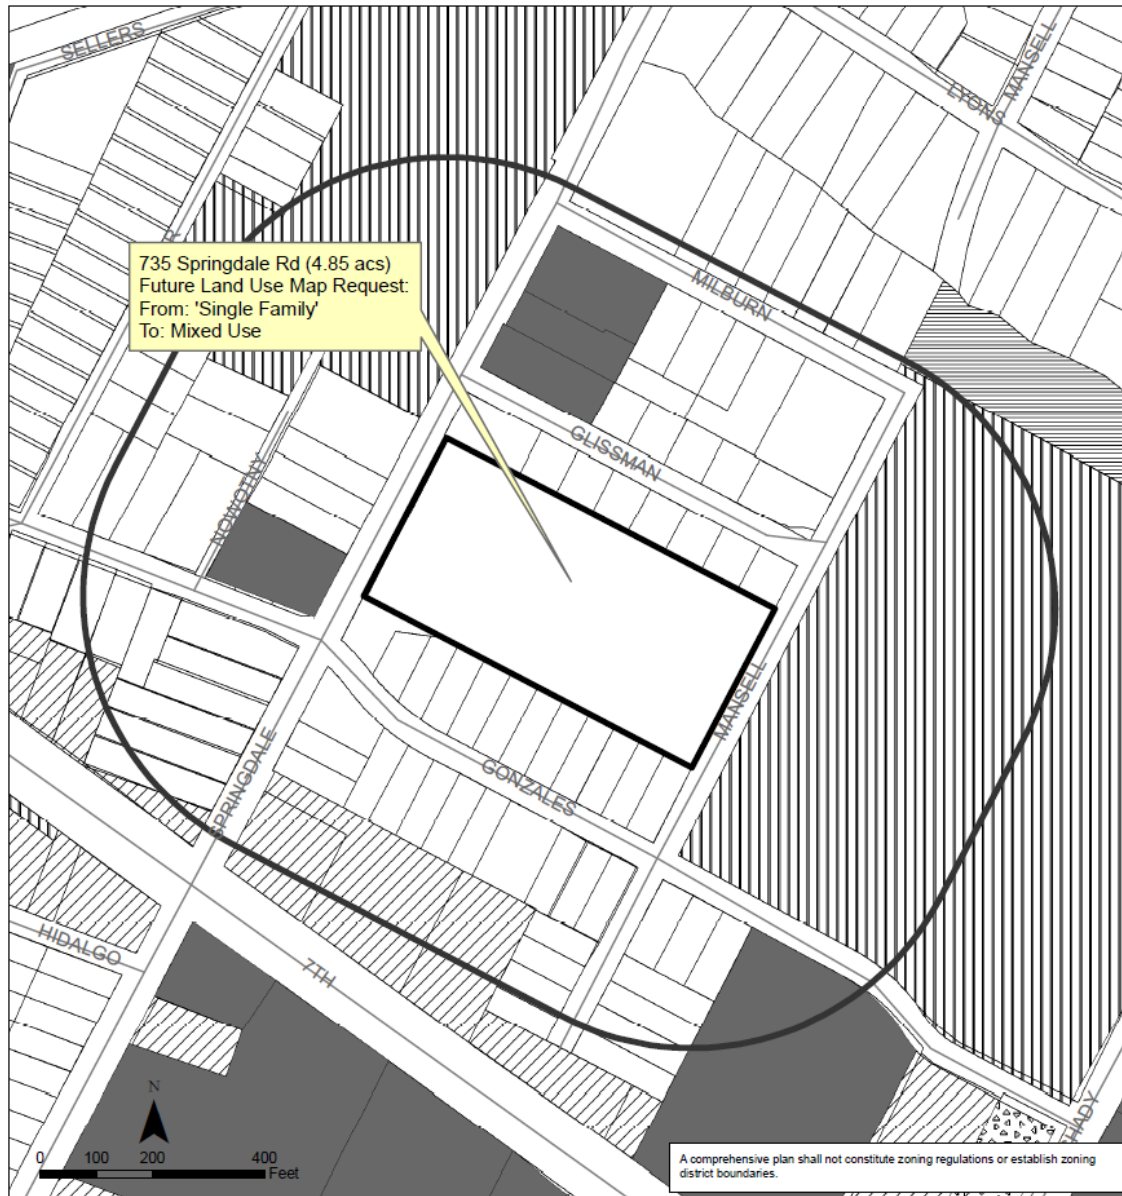 SELLERS
MANSELL
LYONS
R
735 Springdale Rd (4.85 acs)
Future Land Use Map Request:
From: 'Single Family'
To: Mixed Use
MILBURN
GLISSMAN
NOWOTNY
MANSELL
SPRINGDALE
GONZALES
HIDALGO
7TH
SHADY
N
0 100 200 400
Feet
A comprehensive plan shall not constitute zoning regulations or establish zoning
district boundaries.